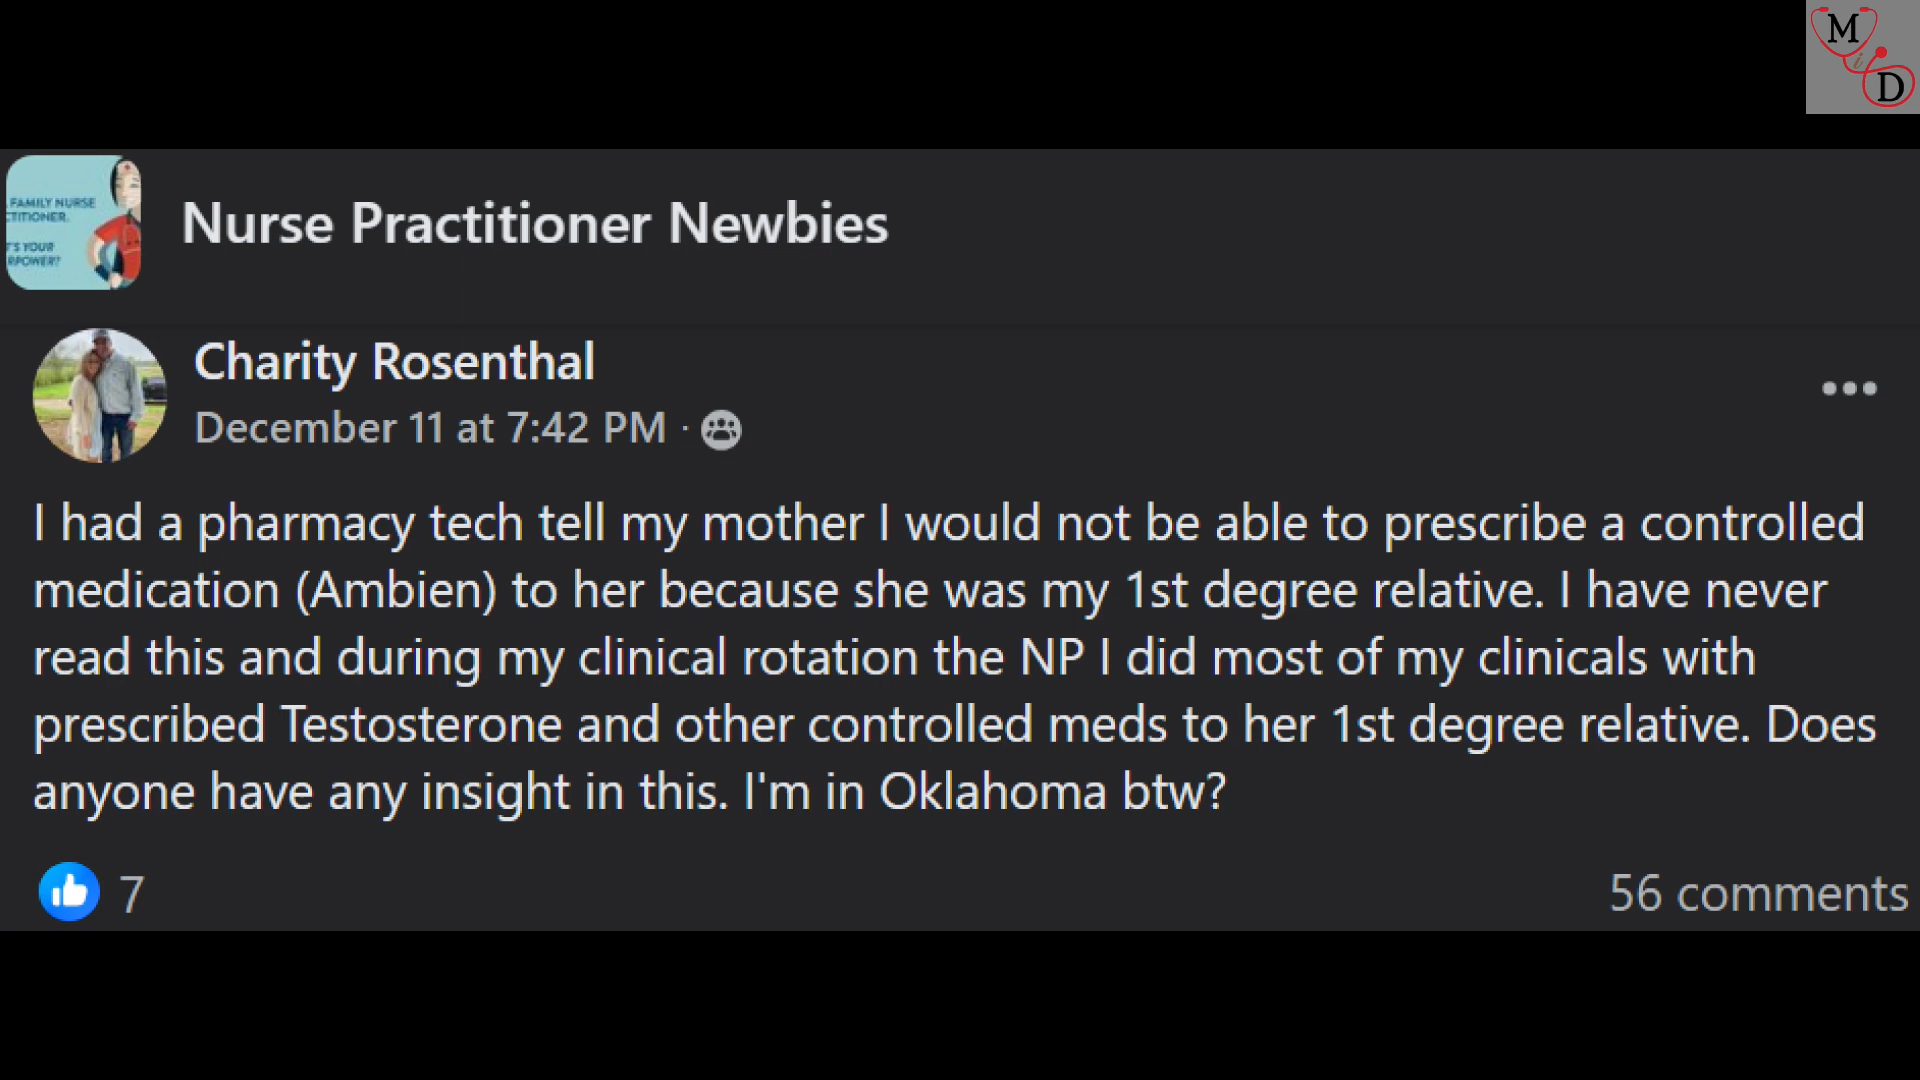 M
i
D
FAMILY NURSE
CTITIONER.
T'S YOUR
RPOWER?
Nurse Practitioner Newbies
Charity Rosenthal
December 11 at 7:42 PM ·
I had a pharmacy tech tell my mother I would not be able to prescribe a controlled
medication (Ambien) to her because she was my 1st degree relative. I have never
read this and during my clinical rotation the NP I did most of my clinicals with
prescribed Testosterone and other controlled meds to her 1st degree relative. Does
anyone have any insight in this. I'm in Oklahoma btw?
7
56 comments